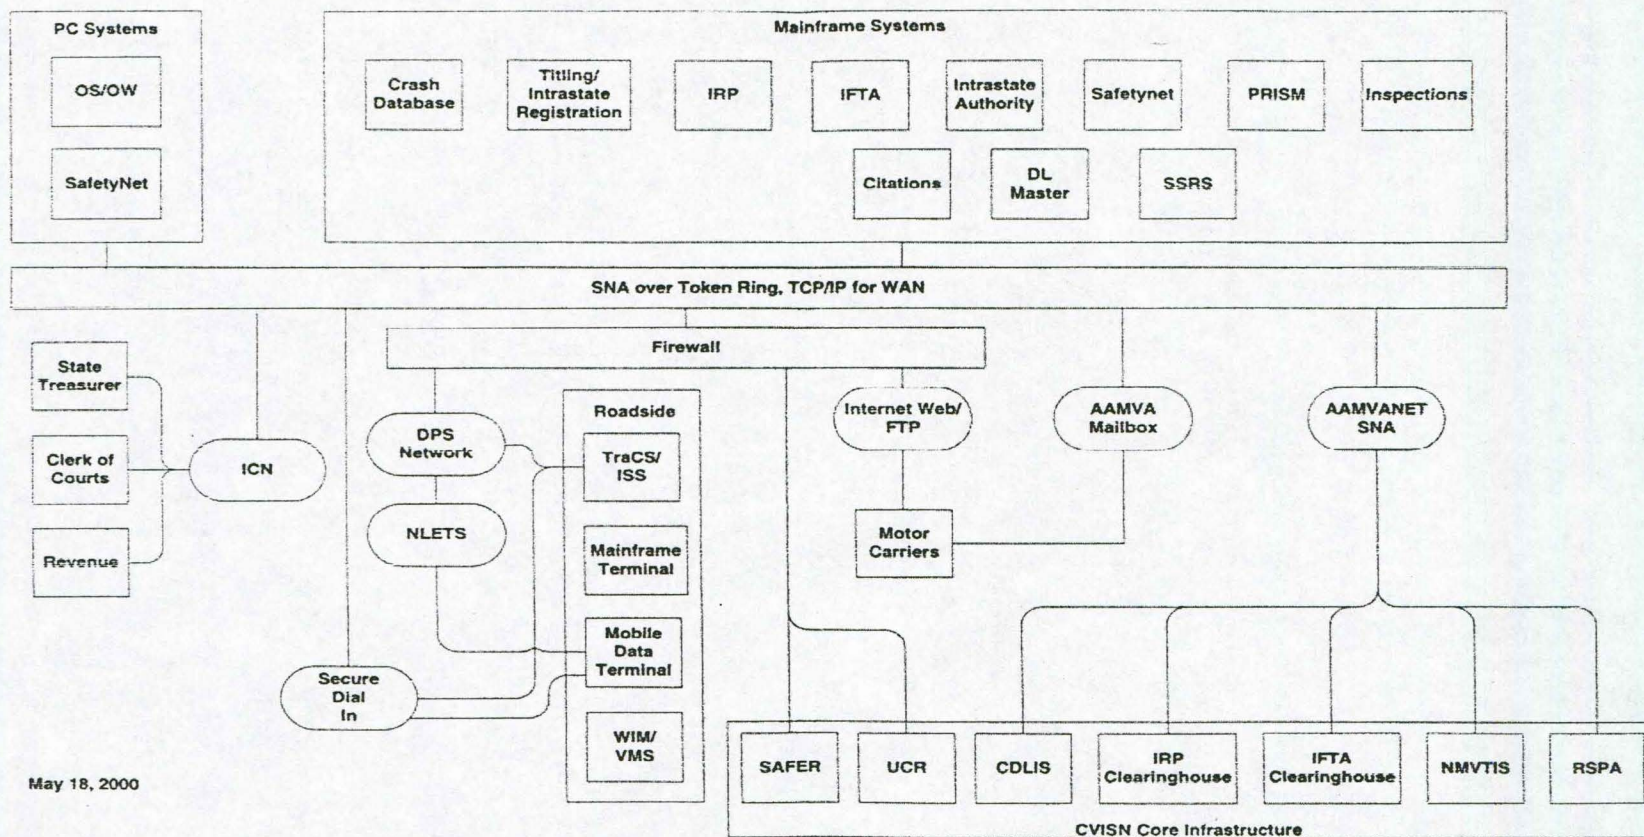 PC Systems
OS/OW
SafetyNet
Mainframe Systems
Crash
Database
Titling/
Intrastate
Registration
IRP
IFTA
Intrastate
Authority
Safetynet
PRISM
Inspections
Citations
DL
Master
SSRS
SNA over Token Ring, TCP/IP for WAN
Firewall
State
Treasurer
Clerk of
Courts
Revenue
ICN
DPS
Network
NLETS
Secure
Dial
In
Roadside
TraCS/
ISS
Mainframe
Terminal
Mobile
Data
Terminal
WIM/
VMS
Internet Web/
FTP
Motor
Carriers
AAMVA
Mailbox
AAMVANET
SNA
SAFER
UCR
CDLIS
IRP
Clearinghouse
IFTA
Clearinghouse
NMVTIS
RSPA
CVISN Core Infrastructure
May 18, 2000